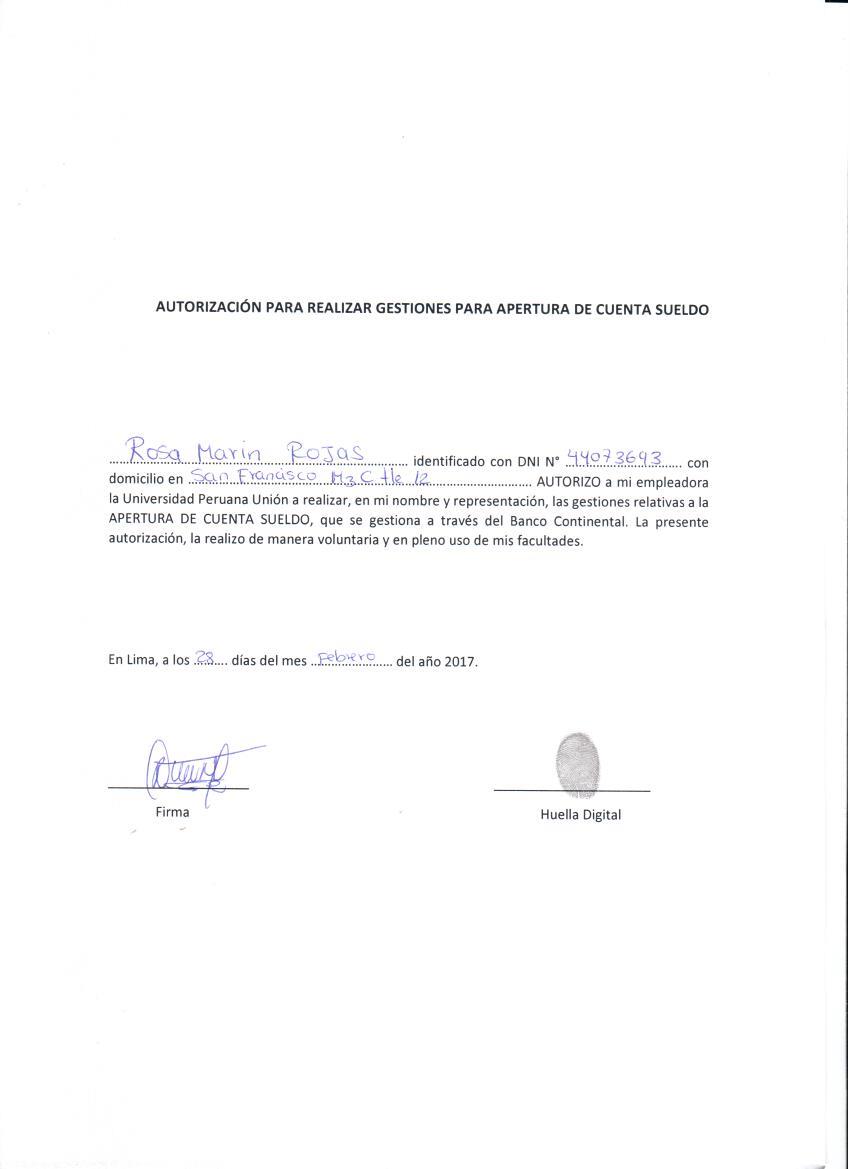 AUTORIZACIÓN PARA REALIZAR GESTIONES PARA APERTURA DE CUENTA SUELDO
Rosa Marin Rojas identificado con DNI N° 44073693 con
domicilio en San Francisco Mz C lte 12 AUTORIZO a mi empleadora
la Universidad Peruana Unión a realizar, en mi nombre y representación, las gestiones relativas a la
APERTURA DE CUENTA SUELDO, que se gestiona a través del Banco Continental. La presente
autorización, la realizo de manera voluntaria y en pleno uso de mis facultades.
En Lima, a los 28 días del mes Febrero del año 2017.
Firma
Huella Digital